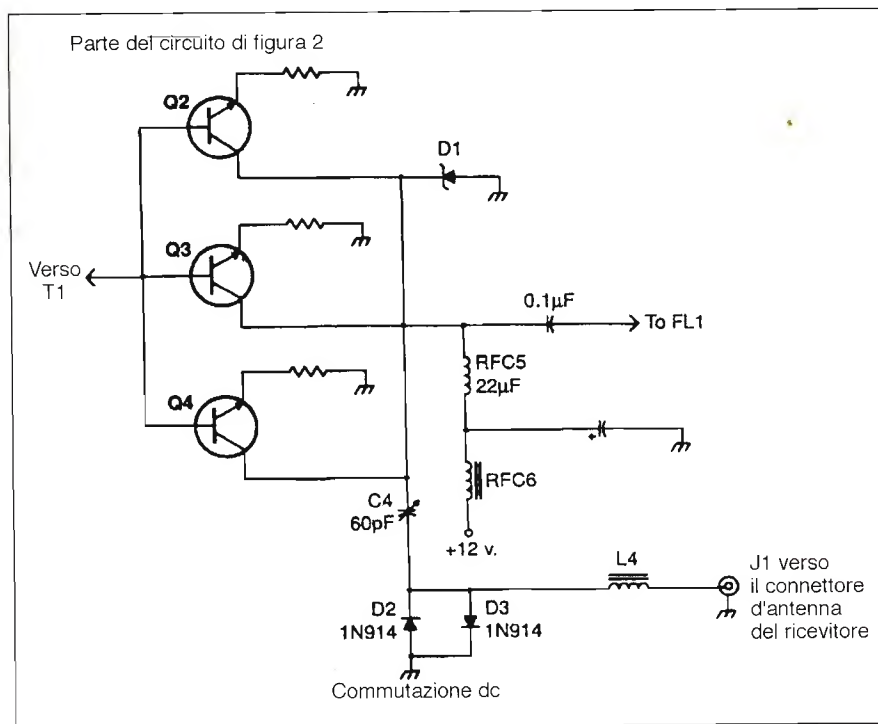 Parte del circuito di figura 2
Q2
D1
Q3
Verso
T1
0.1µF
To FL1
RFC5
22µF
Q4
RFC6
C4
60pF
+12 v.
L4
J1 verso
il connettore
d'antenna
del ricevitore
D2
1N914
D3
1N914
Commutazione dc